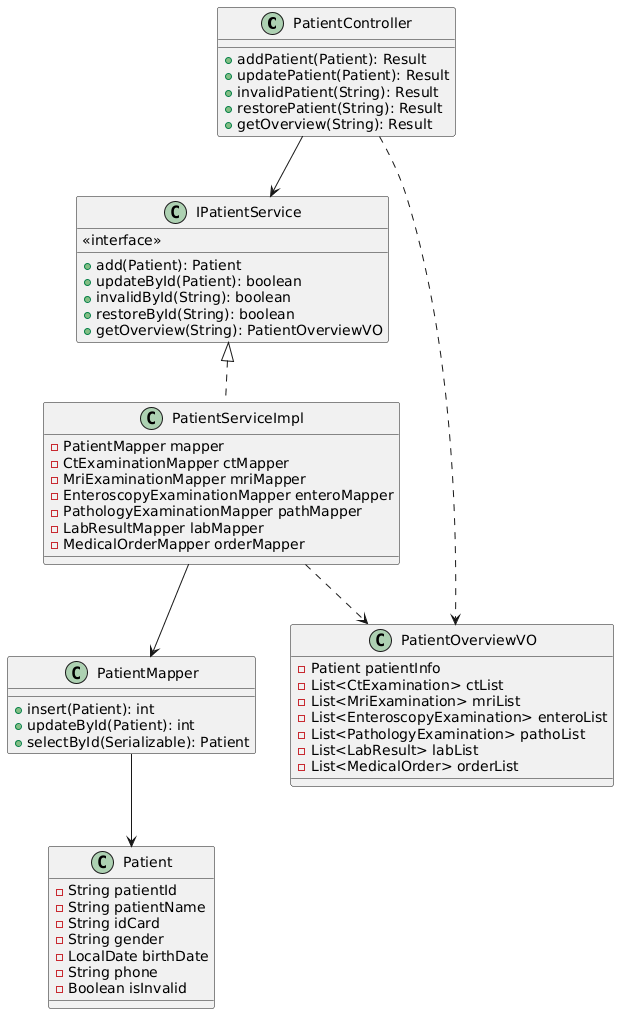 C PatientController
addPatient(Patient): Result
updatePatient(Patient): Result
invalidPatient(String): Result
restorePatient(String): Result
getOverview(String): Result
C IPatientService
«interface»
add(Patient): Patient
updateById(Patient): boolean
invalidById(String): boolean
restoreById(String): boolean
getOverview(String): PatientOverviewVO
C PatientServiceImpl
PatientMapper mapper
CtExaminationMapper ctMapper
MriExaminationMapper mriMapper
EnteroscopyExaminationMapper enteroMapper
PathologyExaminationMapper pathMapper
LabResultMapper labMapper
MedicalOrderMapper orderMapper
C PatientMapper
insert(Patient): int
updateById(Patient): int
selectById(Serializable): Patient
C PatientOverviewVO
Patient patientInfo
List<CtExamination> ctList
List<MriExamination> mriList
List<EnteroscopyExamination> enteroList
List<PathologyExamination> pathoList
List<LabResult> labList
List<MedicalOrder> orderList
C Patient
String patientId
String patientName
String idCard
String gender
LocalDate birthDate
String phone
Boolean isInvalid